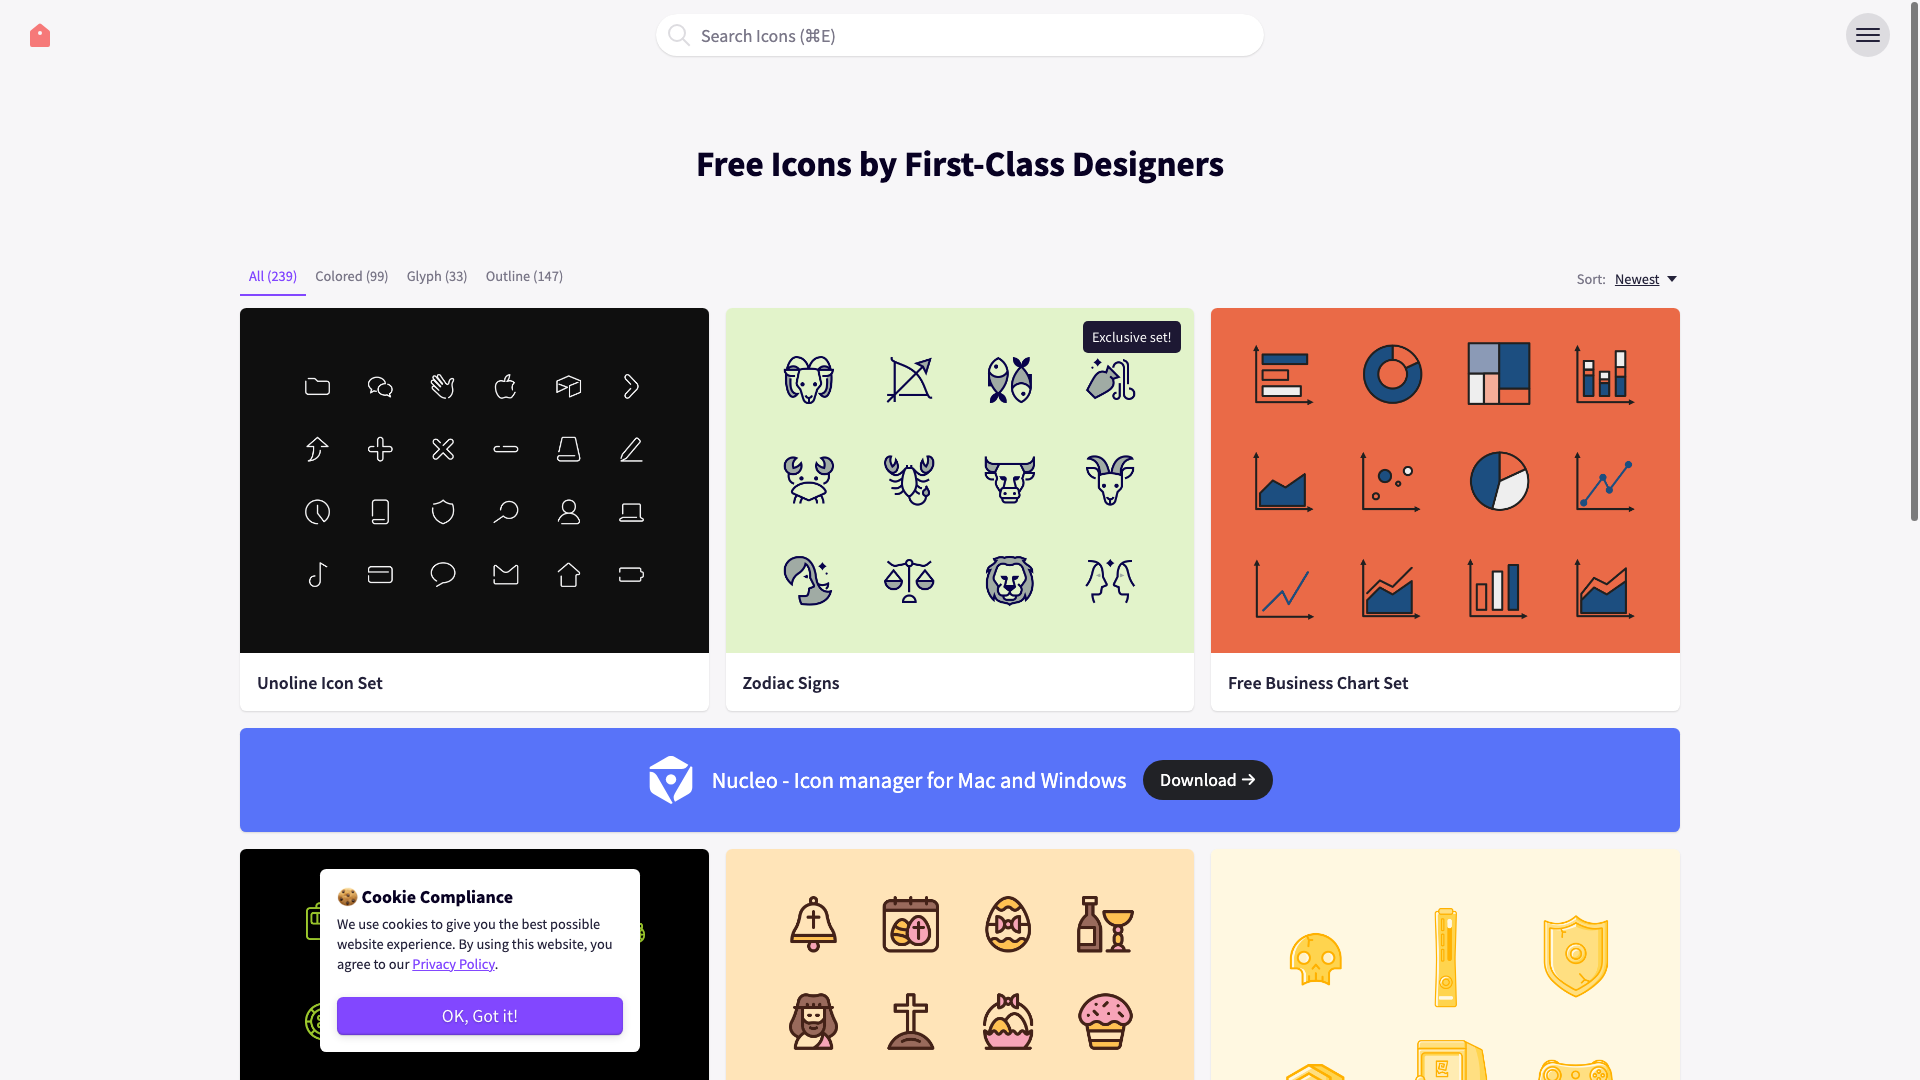 Search Icons (⌘E)
Free Icons by First-Class Designers
All (239) Colored (99) Glyph (33) Outline (147)
Sort: Newest
Exclusive set!
Unoline Icon Set
Zodiac Signs
Free Business Chart Set
Nucleo - Icon manager for Mac and Windows
Download →
🍪 Cookie Compliance
We use cookies to give you the best possible
website experience. By using this website, you
agree to our Privacy Policy.
OK, Got it!